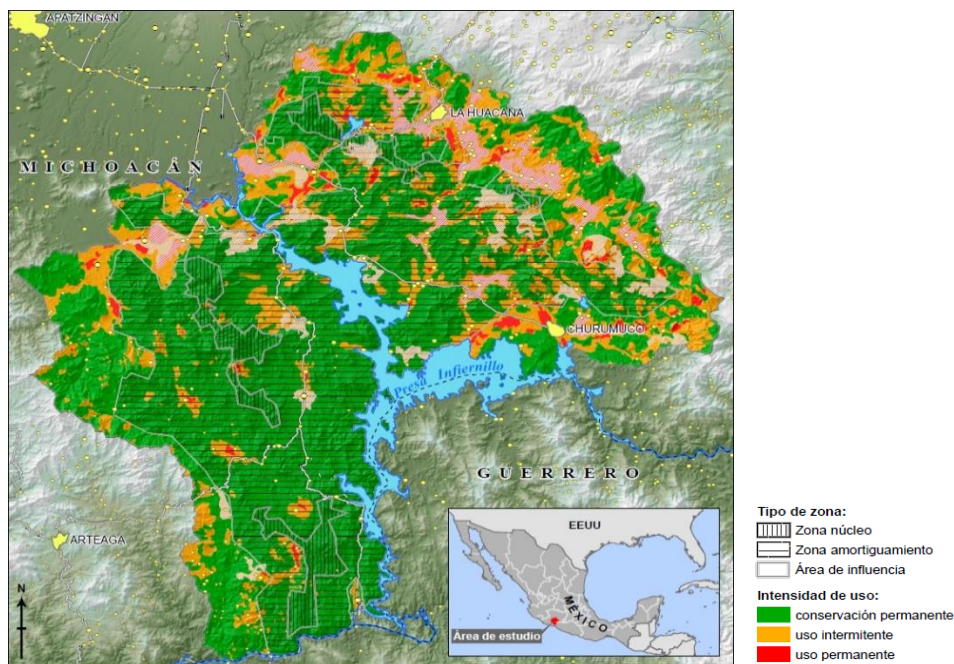 APATZINGAN
LA HUACANA
MICHOACÁN
CHURUMUCO
Presa Infiernillo
GUERRERO
ARTEAGA
N
EEUU
MÉXICO
Área de estudio
Tipo de zona:
Zona núcleo
Zona amortiguamiento
Área de influencia
Intensidad de uso:
conservación permanente
uso intermitente
uso permanente